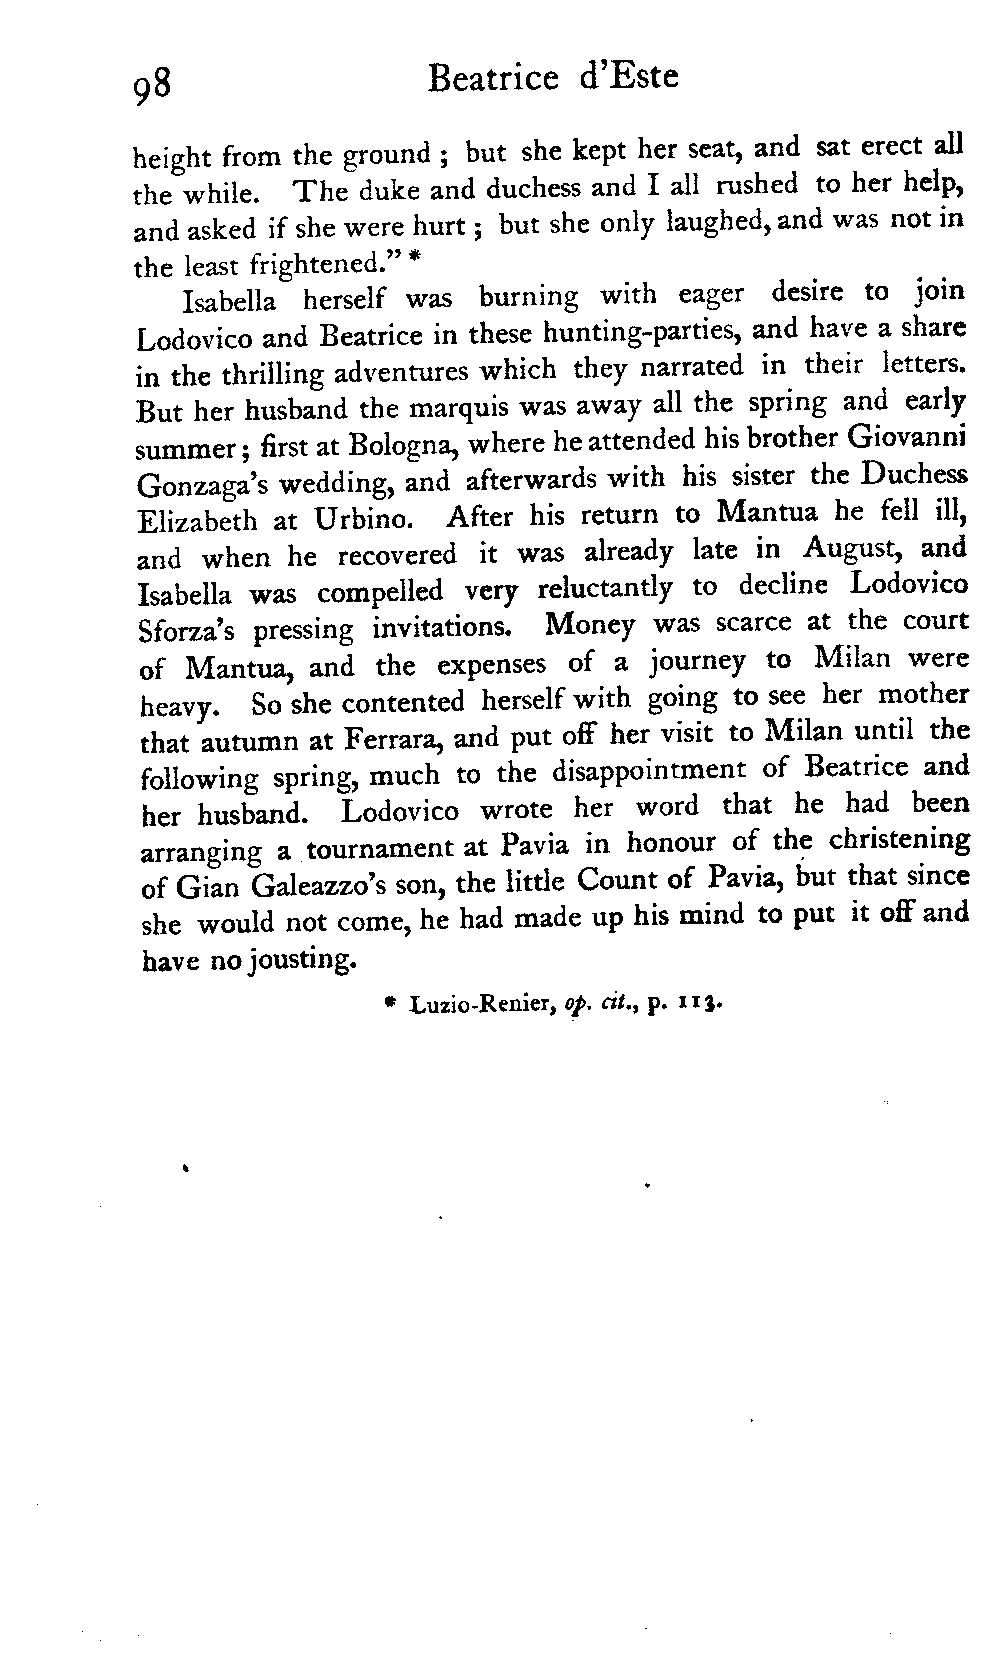 98 Beatrice d'Este
height from the ground ; but she kept her seat, and sat erect all
the while. The duke and duchess and I all rushed to her help,
and asked if she were hurt ; but she only laughed, and was not in
the least frightened." *
Isabella herself was burning with eager desire to join
Lodovico and Beatrice in these hunting-parties, and have a share
in the thrilling adventures which they narrated in their letters.
But her husband the marquis was away all the spring and early
summer ; first at Bologna, where he attended his brother Giovanni
Gonzaga's wedding, and afterwards with his sister the Duchess
Elizabeth at Urbino. After his return to Mantua he fell ill,
and when he recovered it was already late in August, and
Isabella was compelled very reluctantly to decline Lodovico
Sforza's pressing invitations. Money was scarce at the court
of Mantua, and the expenses of a journey to Milan were
heavy. So she contented herself with going to see her mother
that autumn at Ferrara, and put off her visit to Milan until the
following spring, much to the disappointment of Beatrice and
her husband. Lodovico wrote her word that he had been
arranging a tournament at Pavia in honour of the christening
of Gian Galeazzo's son, the little Count of Pavia, but that since
she would not come, he had made up his mind to put it off and
have no jousting.
* Luzio-Renier, op. cit., p. 113.